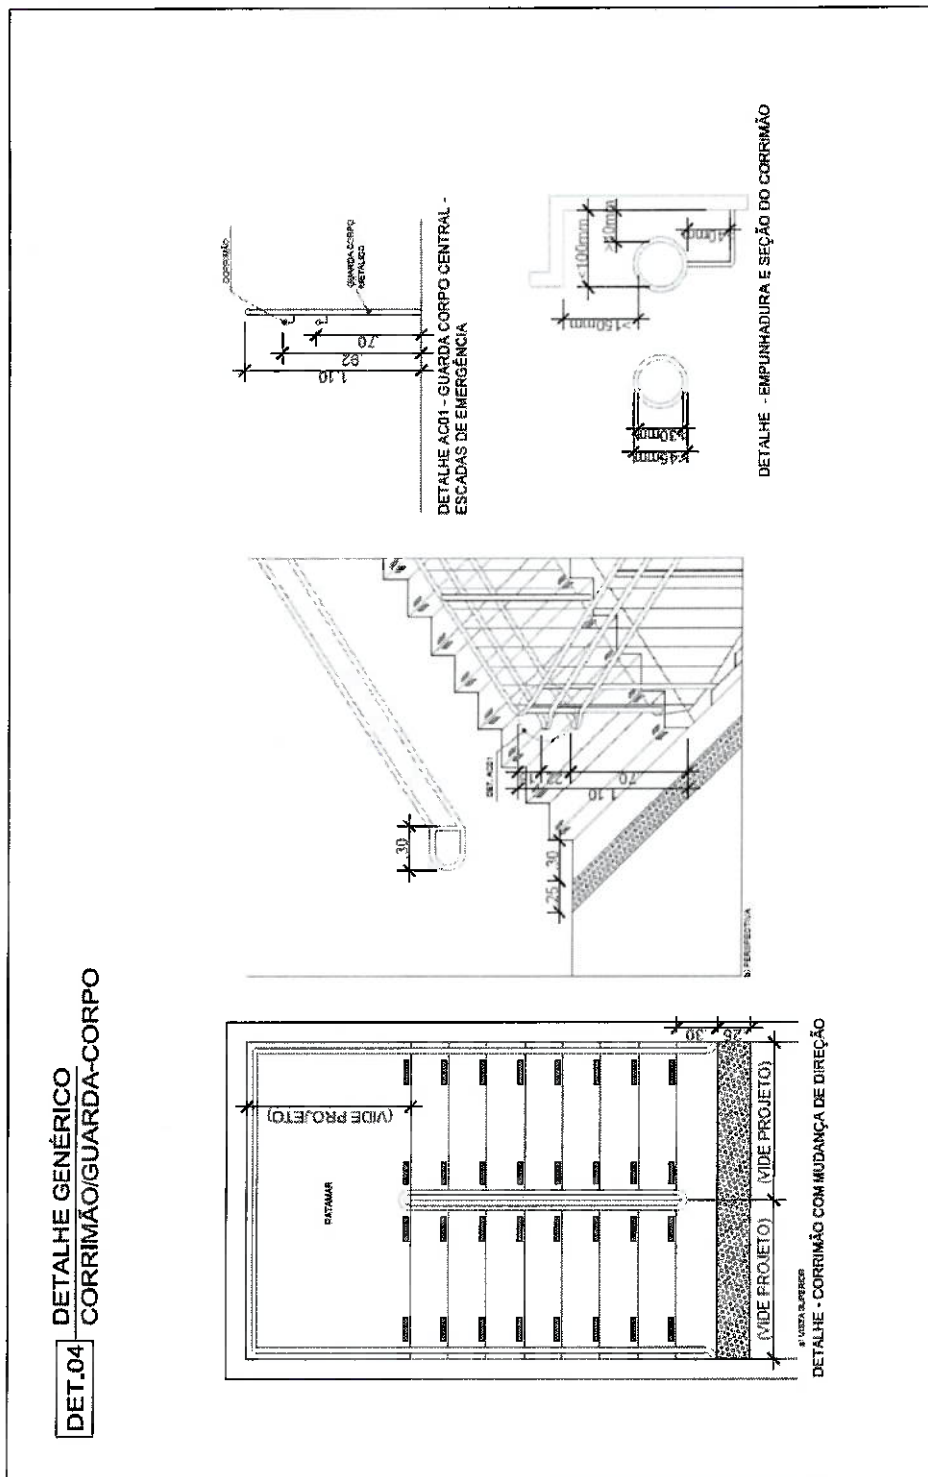 DET.04
DETALHE GENÉRICO
CORRIMÃO/GUARDA-CORPO
(VIDE PROJETO)
PATAMAR
.30
(VIDE PROJETO)
(VIDE PROJETO)
a) VISTA SUPERIOR
DETALHE - CORRIMÃO COM MUDANÇA DE DIREÇÃO
.30
DET. AC01
.22
.70
1.10
.25
.30
b) PERSPECTIVA
CORRIMÃO
GUARDA CORPO
METÁLICO
.70
.92
1.10
DETALHE AC01 - GUARDA CORPO CENTRAL -
ESCADAS DE EMERGÊNCIA
<100mm
>150mm
>30mm
<45mm
DETALHE - EMPUNHADURA E SEÇÃO DO CORRIMÃO